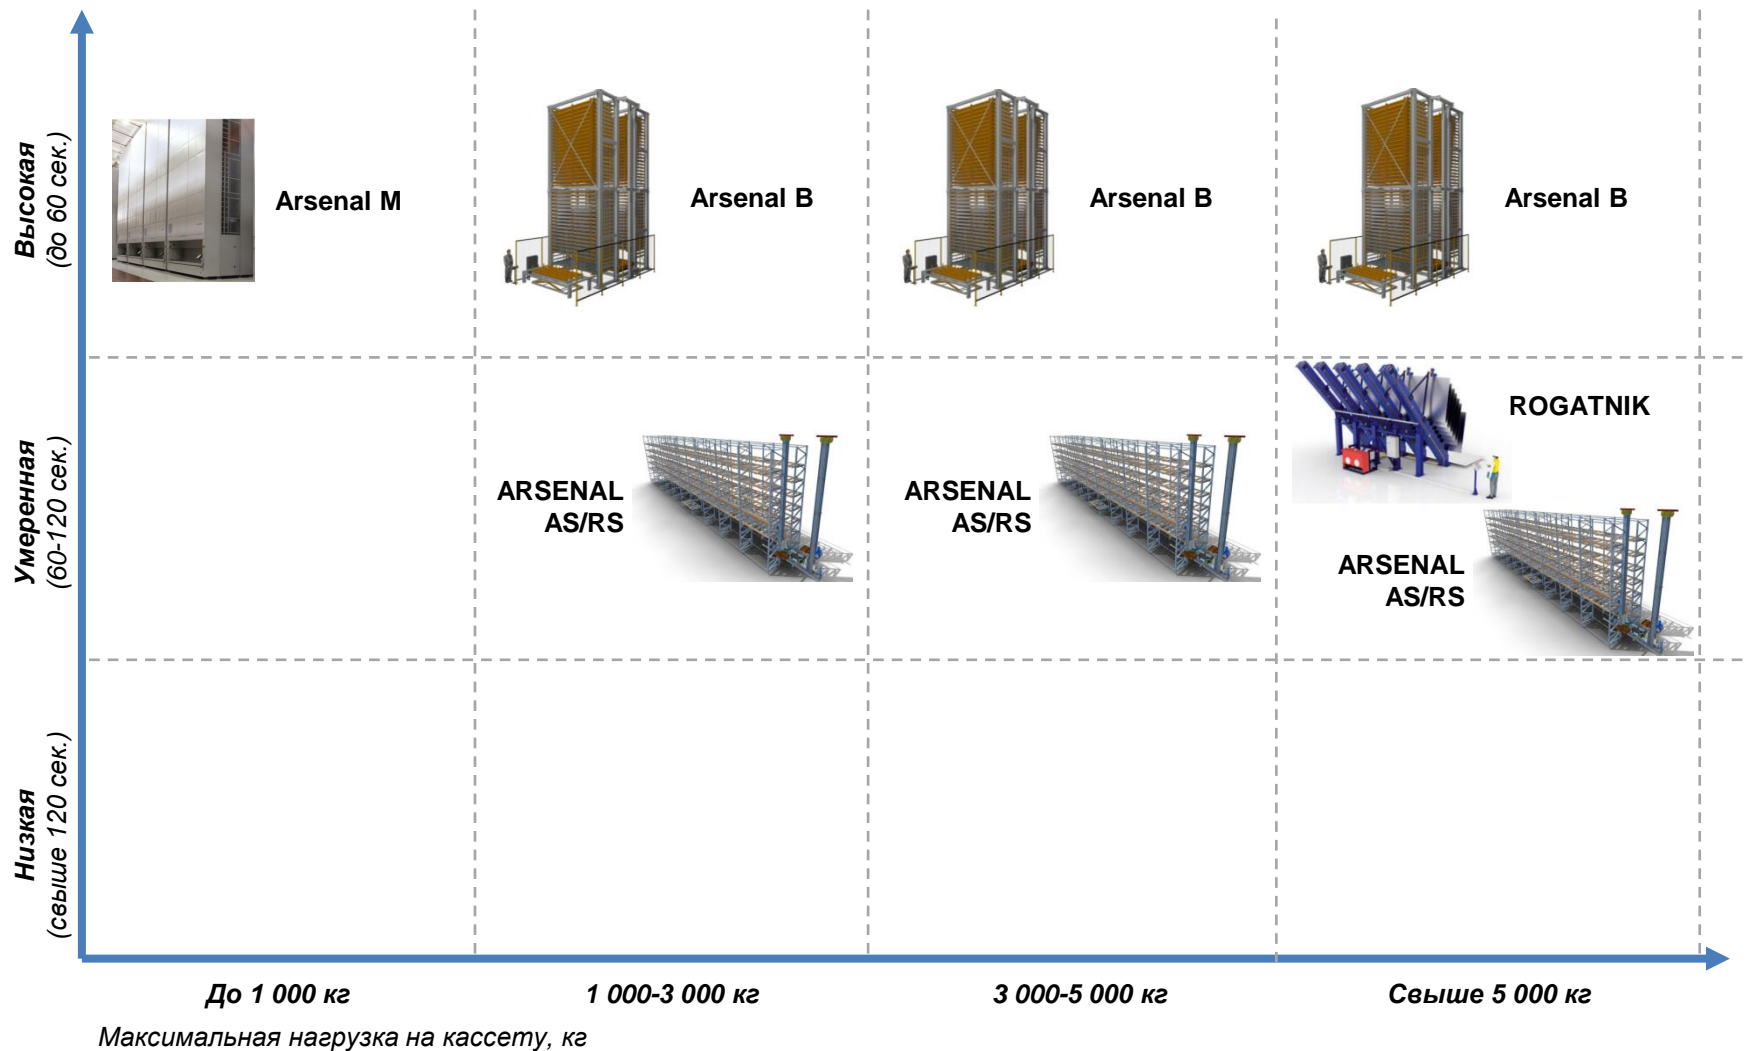 Высокая
(до 60 сек.)
Arsenal M
Arsenal B
Arsenal B
Arsenal B
Умеренная
(60-120 сек.)
ARSENAL
AS/RS
ARSENAL
AS/RS
ROGATNIK
ARSENAL
AS/RS
Низкая
(свыше 120 сек.)
До 1 000 кг
1 000-3 000 кг
3 000-5 000 кг
Свыше 5 000 кг
Максимальная нагрузка на кассету, кг